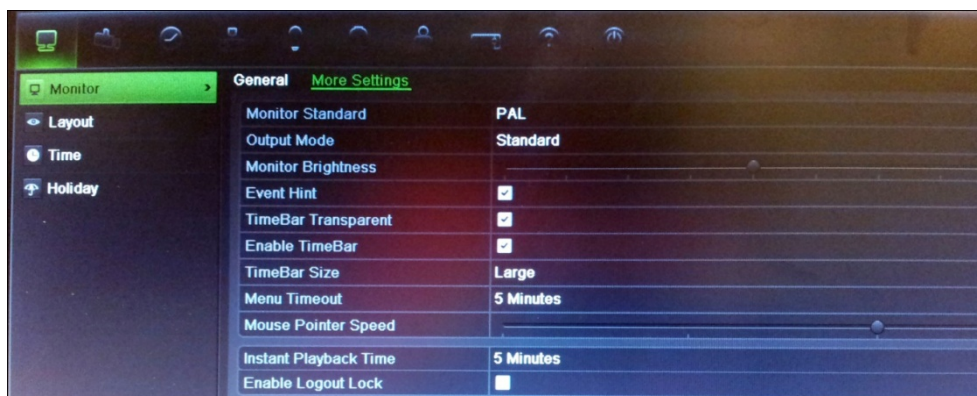 Monitor
Layout
Time
Holiday
General More Settings
Monitor Standard PAL
Output Mode Standard
Monitor Brightness
Event Hint
TimeBar Transparent
Enable TimeBar
TimeBar Size Large
Menu Timeout 5 Minutes
Mouse Pointer Speed
Instant Playback Time 5 Minutes
Enable Logout Lock